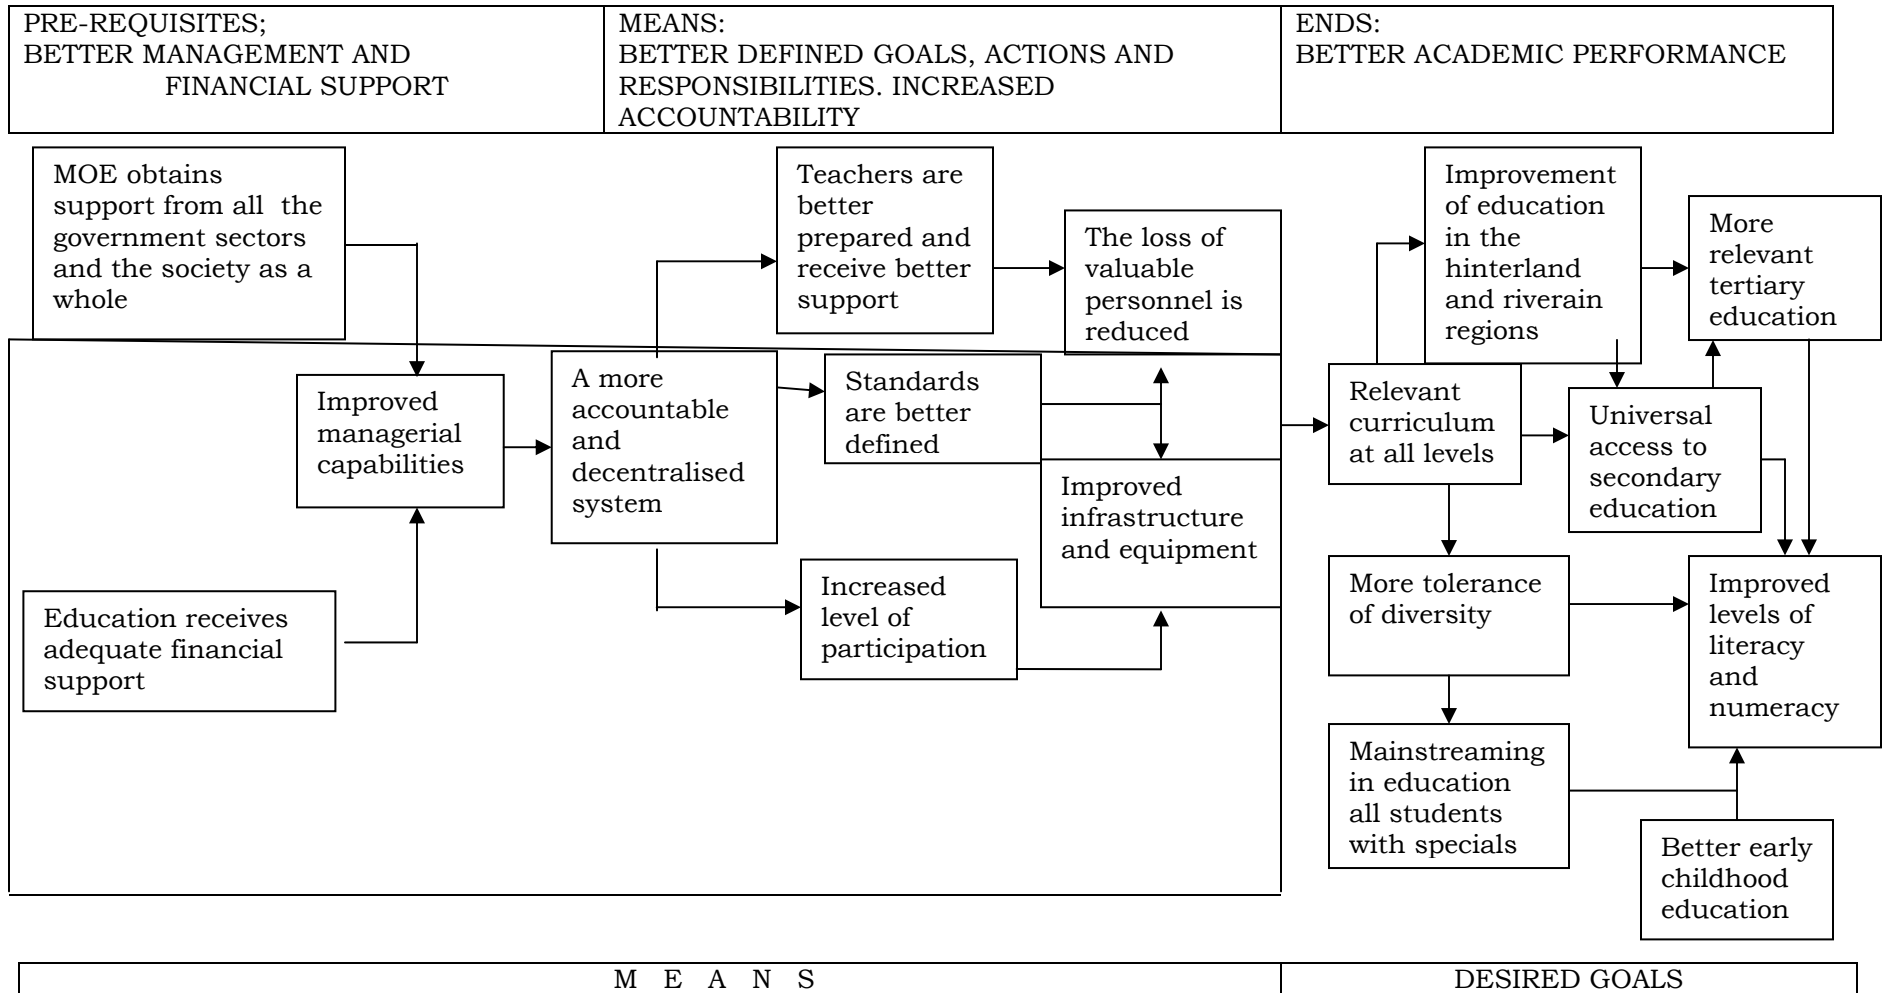 PRE-REQUISITES;
BETTER MANAGEMENT AND
FINANCIAL SUPPORT
MEANS:
BETTER DEFINED GOALS, ACTIONS AND
RESPONSIBILITIES. INCREASED
ACCOUNTABILITY
ENDS:
BETTER ACADEMIC PERFORMANCE
MOE obtains
support from all the
government sectors
and the society as a
whole
Improved
managerial
capabilities
Education receives
adequate financial
support
A more
accountable
and
decentralised
system
Teachers are
better
prepared and
receive better
support
The loss of
valuable
personnel is
reduced
Standards
are better
defined
Improved
infrastructure
and equipment
Increased
level of
participation
Improvement
of education
in the
hinterland
and riverain
regions
More
relevant
tertiary
education
Relevant
curriculum
at all levels
Universal
access to
secondary
education
More tolerance
of diversity
Improved
levels of
literacy
and
numeracy
Mainstreaming
in education
all students
with specials
Better early
childhood
education
M E A N S
DESIRED GOALS